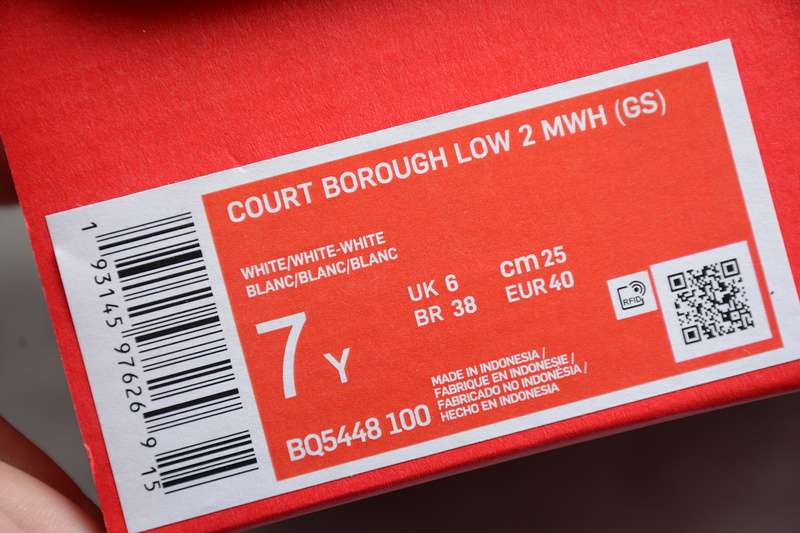 COURT BOROUGH LOW 2 MWH (GS)
WHITE/WHITE-WHITE
BLANC/BLANC/BLANC
UK 6
BR 38
cm 25
EUR 40
7 Y
RFID
BQ5448 100
MADE IN INDONESIA /
FABRIQUE EN INDONESIE /
FABRICADO NO INDONÉSIA /
HECHO EN INDONESIA
1 93145 97626 9 15